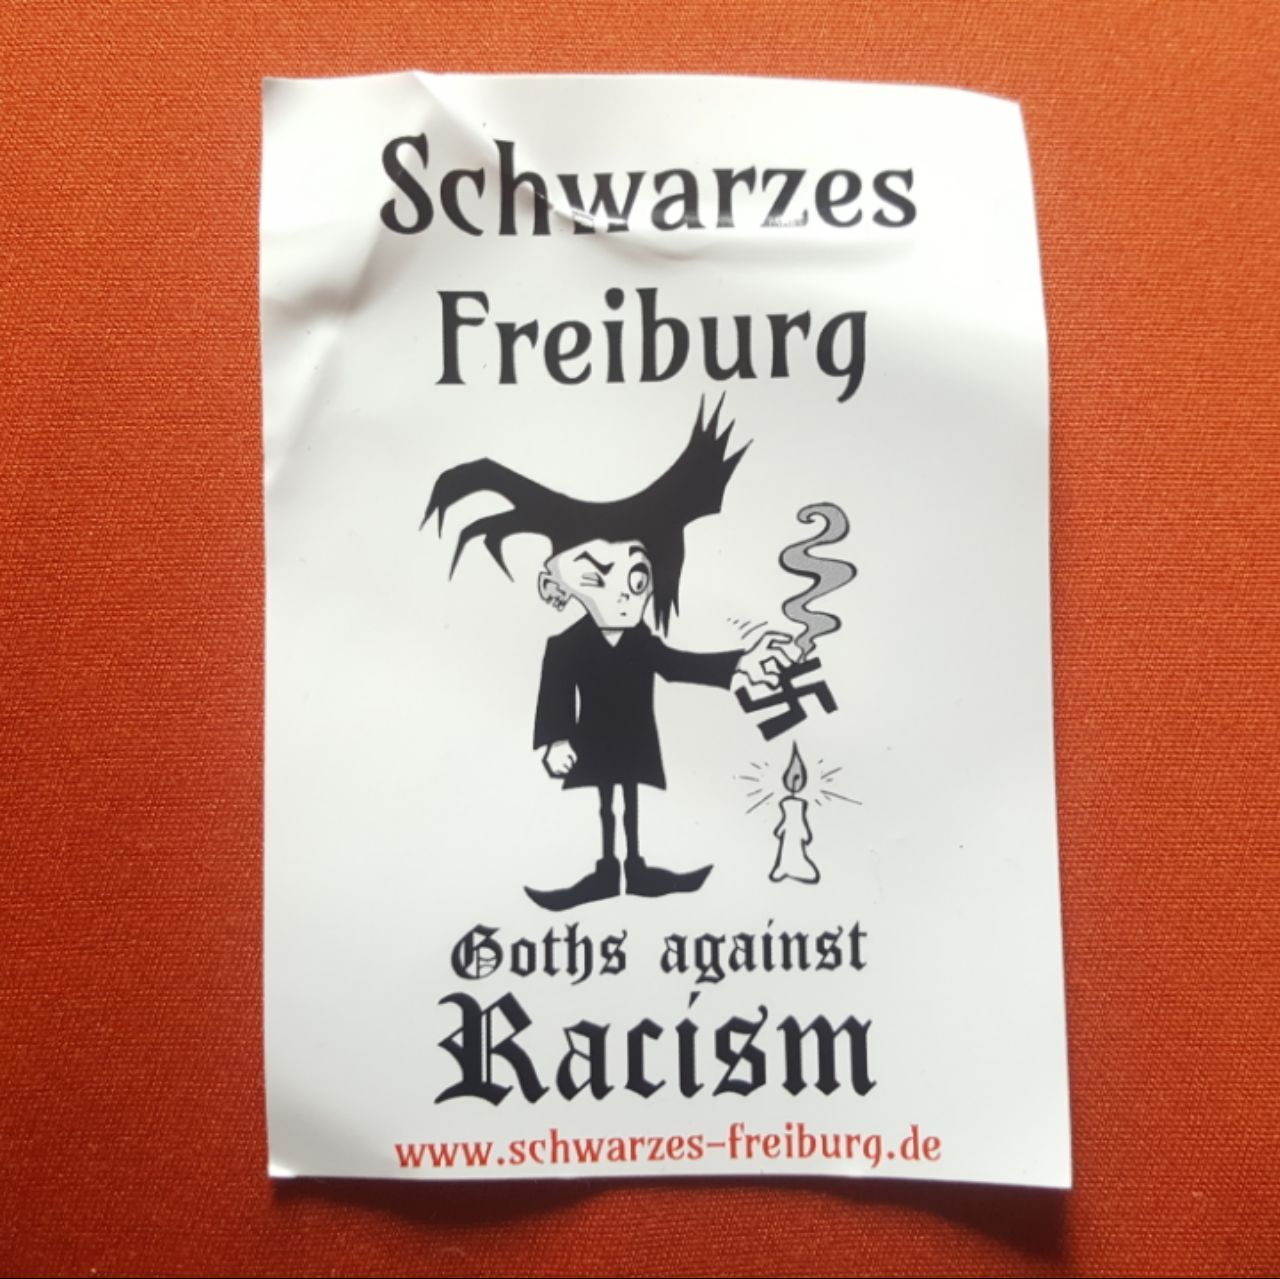 Schwarzes
Freiburg
Goths against
Racism
www.schwarzes-freiburg.de